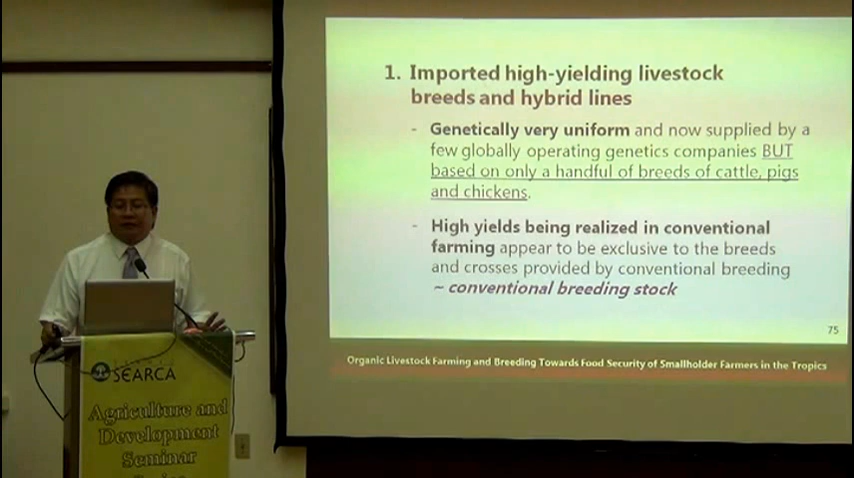 1. Imported high-yielding livestock
breeds and hybrid lines
- Genetically very uniform and now supplied by a
few globally operating genetics companies BUT
based on only a handful of breeds of cattle, pigs
and chickens.
- High yields being realized in conventional
farming appear to be exclusive to the breeds
and crosses provided by conventional breeding
~ conventional breeding stock
75
Organic Livestock Farming and Breeding Towards Food Security of Smallholder Farmers in the Tropics
SEARCA
Agriculture and
Development
Seminar